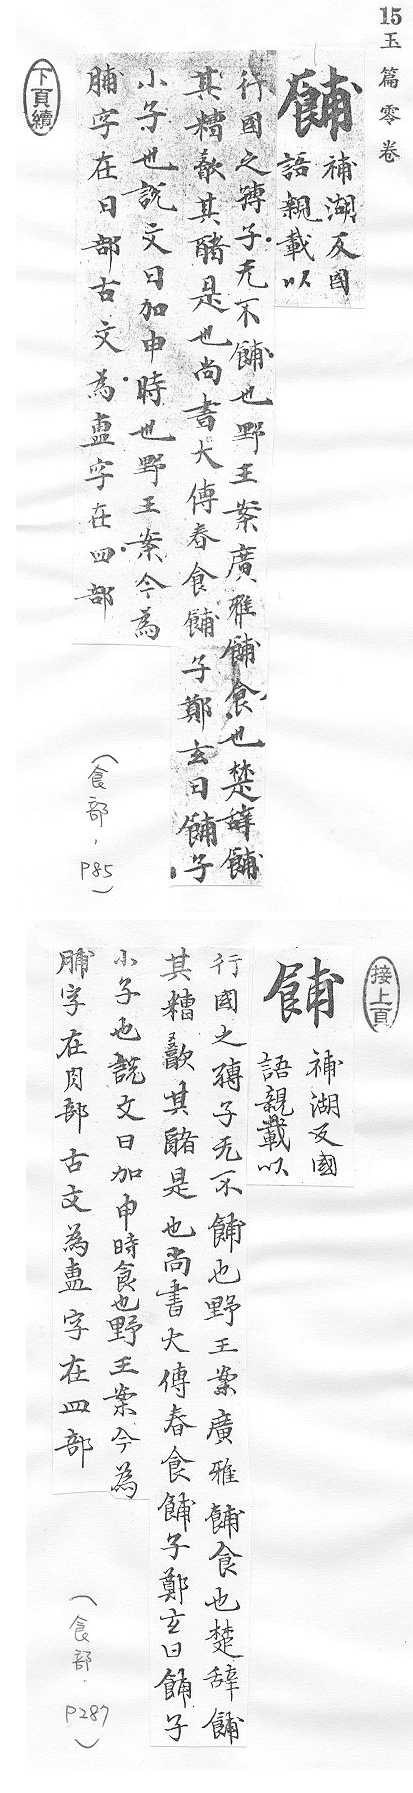 15玉篇零卷
餔
補湖反國
語親載以
行國之孺子无不餔也野王案廣雅餔食也楚辞餔
其糟歠其醨是也尚書大傳春食餔子鄭玄曰餔子
小子也說文曰加申時也野王案今為
脯字在日部古文為盙字在皿部
下頁續
(食部,P85)
接上頁
餔
補湖反國
語親載以
行國之孺子无不餔也野王案廣雅餔食也楚辞餔
其糟歠其醨是也尚書大傳春食餔子鄭玄曰餔子
小子也說文曰加申時食也野王案今為
脯字在月部古文為盙字在皿部
(食部.P287)